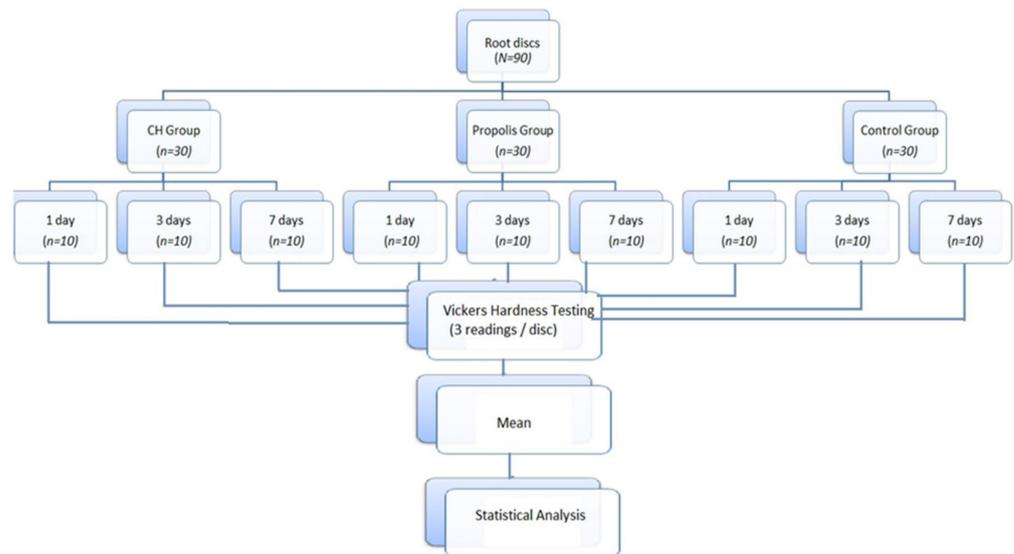 Root discs
(N=90)
CH Group
(n=30)
Propolis Group
(n=30)
Control Group
(n=30)
1 day
(n=10)
3 days
(n=10)
7 days
(n=10)
1 day
(n=10)
3 days
(n=10)
7 days
(n=10)
1 day
(n=10)
3 days
(n=10)
7 days
(n=10)
Vickers Hardness Testing
(3 readings / disc)
Mean
Statistical Analysis